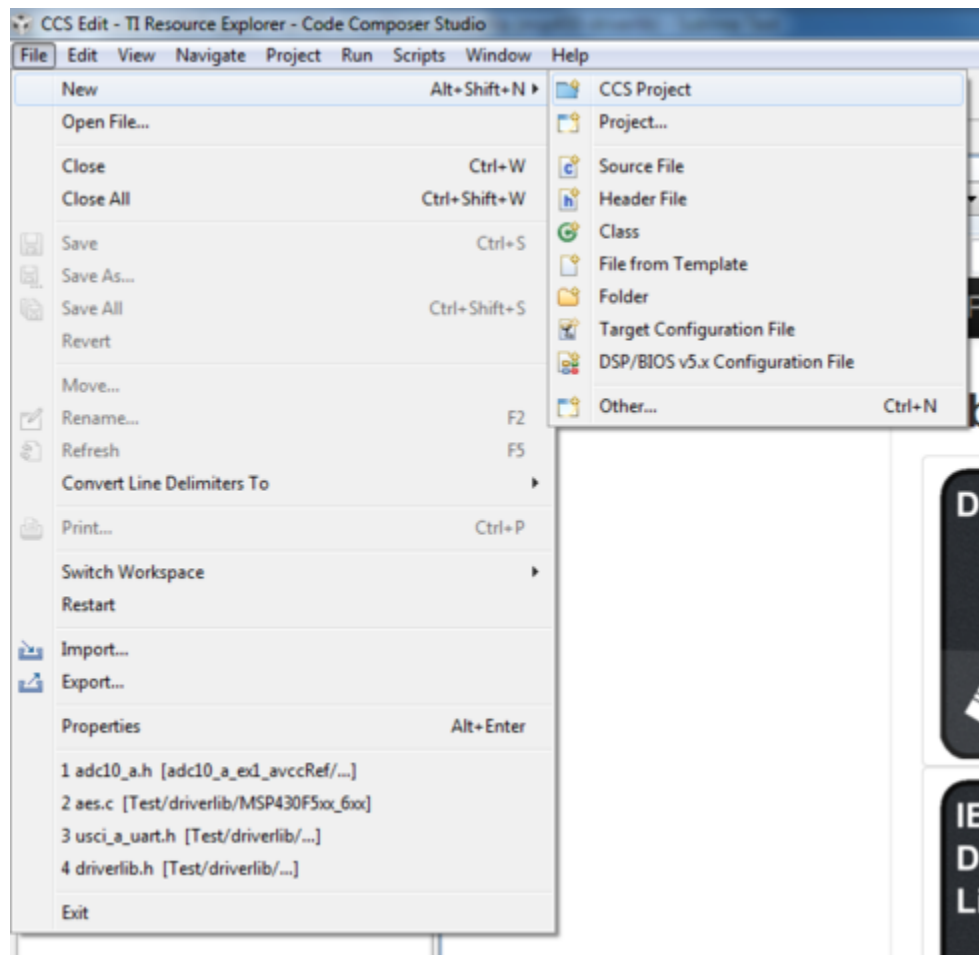 CCS Edit - TI Resource Explorer - Code Composer Studio
File Edit View Navigate Project Run Scripts Window Help
New Alt+Shift+N
Open File...
Close Ctrl+W
Close All Ctrl+Shift+W
Save Ctrl+S
Save As...
Save All Ctrl+Shift+S
Revert
Move...
Rename... F2
Refresh F5
Convert Line Delimiters To
Print... Ctrl+P
Switch Workspace
Restart
Import...
Export...
Properties Alt+Enter
1 adc10_a.h [adc10_a_ex1_avccRef/...]
2 aes.c [Test/driverlib/MSP430F5xx_6xx]
3 usci_a_uart.h [Test/driverlib/...]
4 driverlib.h [Test/driverlib/...]
Exit
CCS Project
Project...
Source File
Header File
Class
File from Template
Folder
Target Configuration File
DSP/BIOS v5.x Configuration File
Other... Ctrl+N